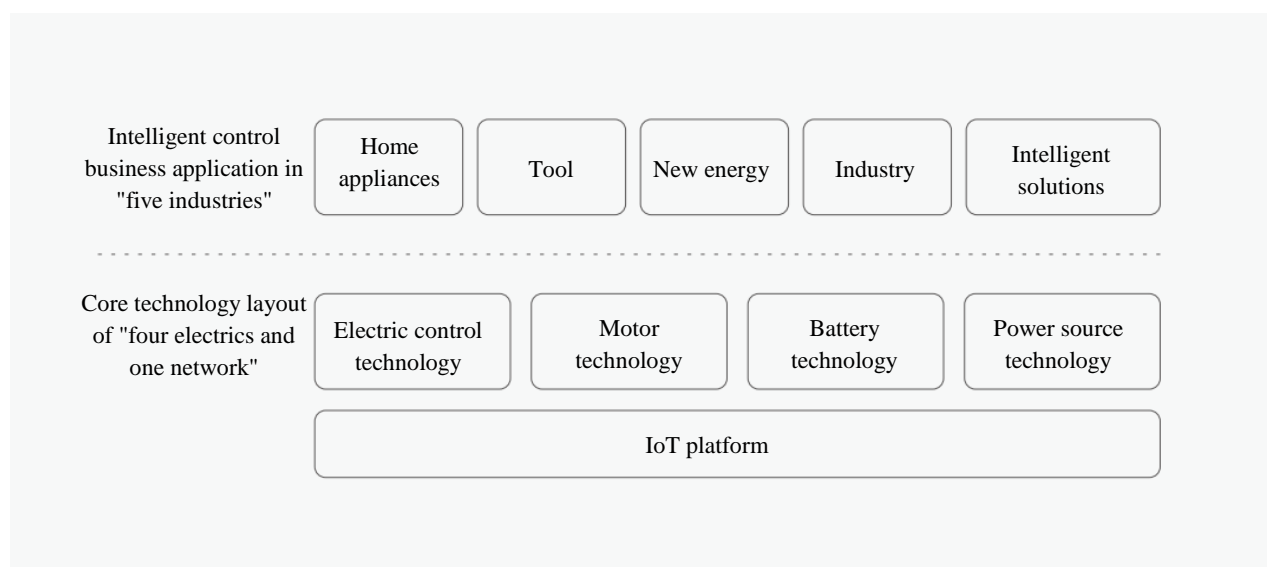 Intelligent control
business application in
"five industries"
Home
appliances
Tool
New energy
Industry
Intelligent
solutions
Core technology layout
of "four electrics and
one network"
Electric control
technology
Motor
technology
Battery
technology
Power source
technology
IoT platform